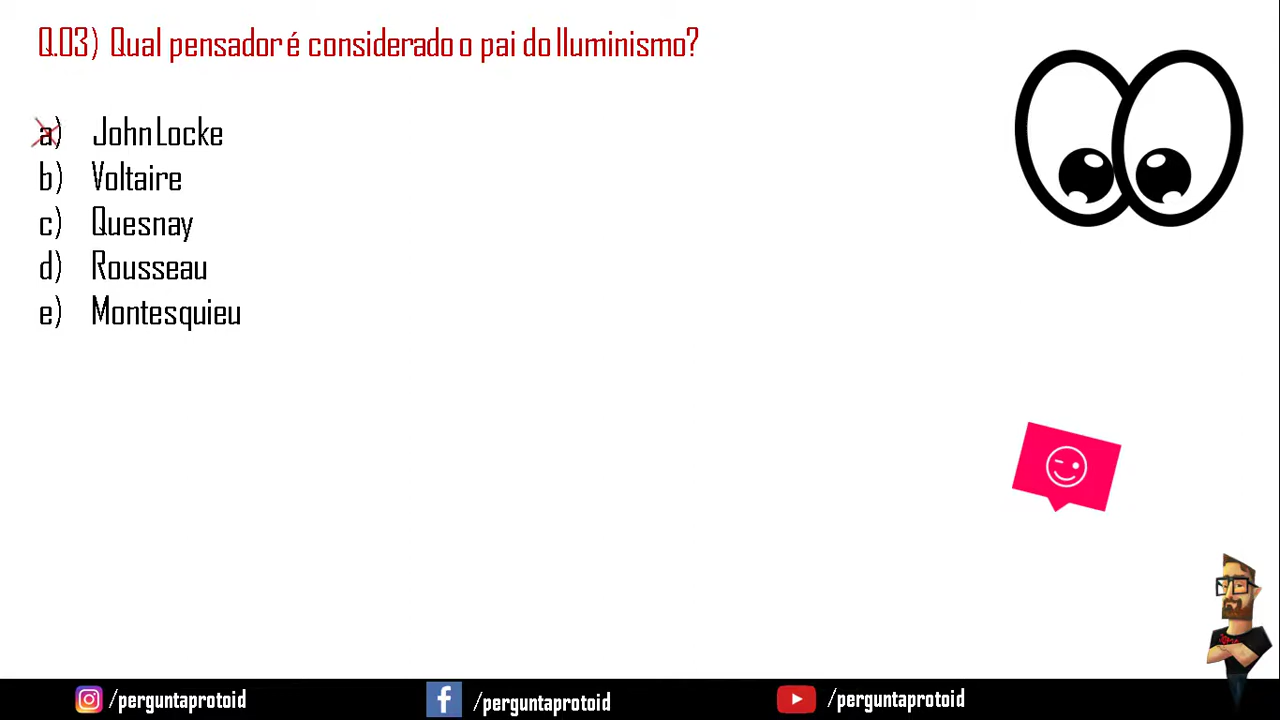 Q.03) Qual pensador é considerado o pai do Iluminismo?
a) John Locke
b) Voltaire
c) Quesnay
d) Rousseau
e) Montesquieu
/perguntaprotoid /perguntaprotoid /perguntaprotoid